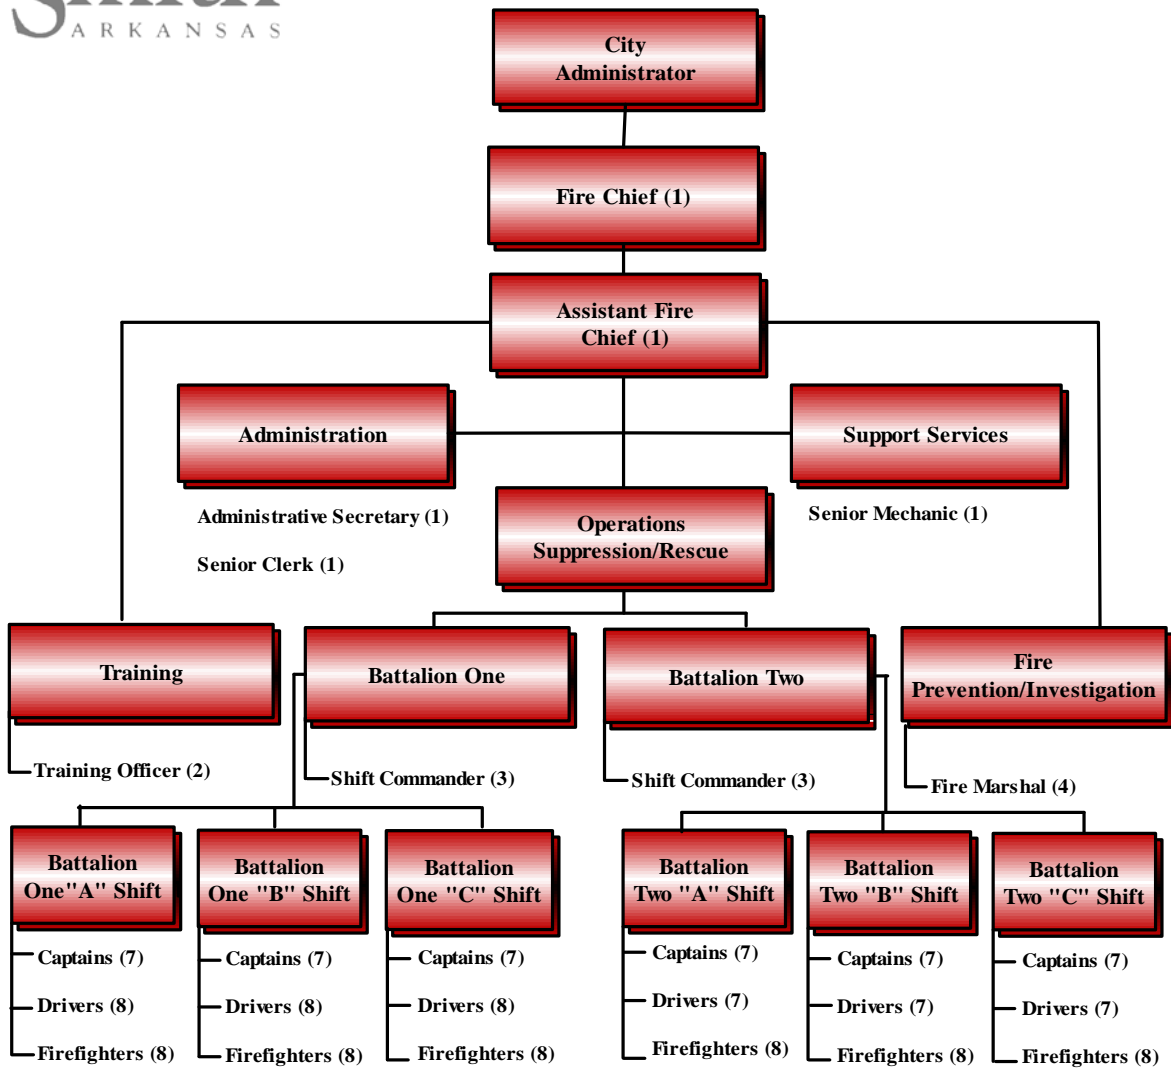 ARKANSAS
City
Administrator
Fire Chief (1)
Assistant Fire
Chief (1)
Administration
Support Services
Administrative Secretary (1)
Senior Clerk (1)
Senior Mechanic (1)
Operations
Suppression/Rescue
Training
Battalion One
Battalion Two
Fire
Prevention/Investigation
Training Officer (2)
Shift Commander (3)
Shift Commander (3)
Fire Marshal (4)
Battalion
One"A" Shift
Battalion
One "B" Shift
Battalion
One "C" Shift
Battalion
Two "A" Shift
Battalion
Two "B" Shift
Battalion
Two "C" Shift
Captains (7)
Drivers (8)
Firefighters (8)
Captains (7)
Drivers (8)
Firefighters (8)
Captains (7)
Drivers (8)
Firefighters (8)
Captains (7)
Drivers (7)
Firefighters (8)
Captains (7)
Drivers (7)
Firefighters (8)
Captains (7)
Drivers (7)
Firefighters (8)